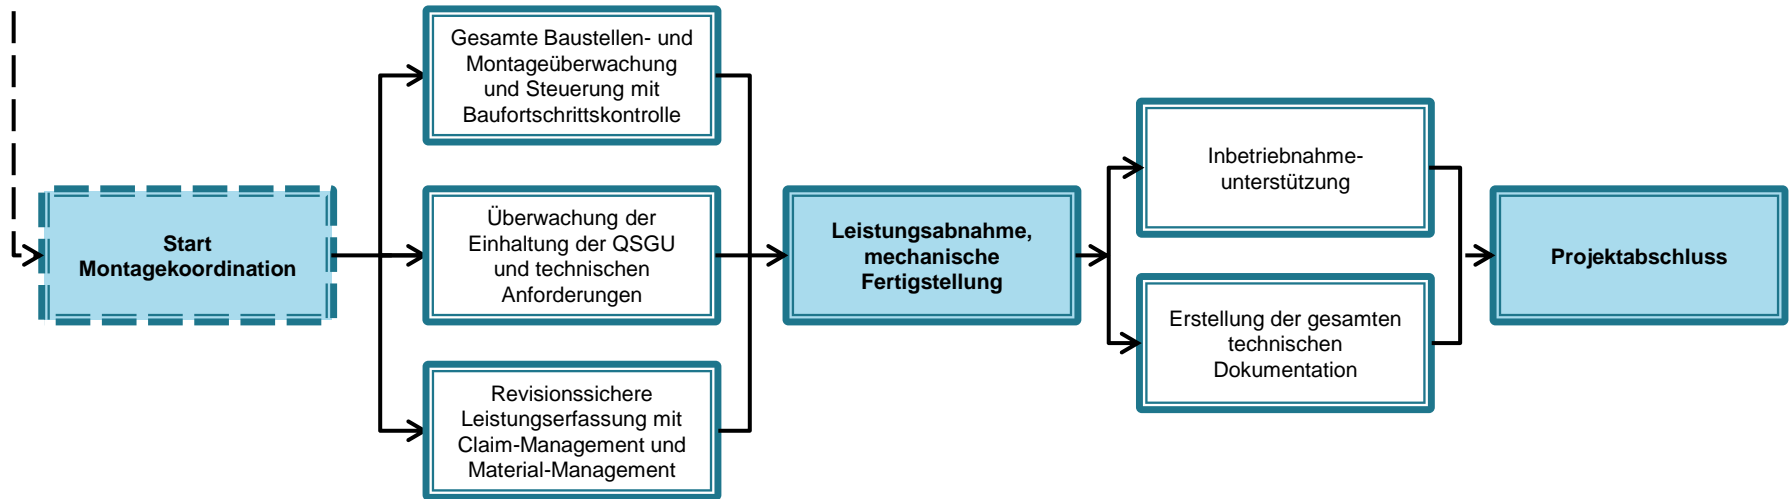 Gesamte Baustellen- und
Montageüberwachung
und Steuerung mit
Baufortschrittskontrolle
Start
Montagekoordination
Überwachung der
Einhaltung der QSGU
und technischen
Anforderungen
Revisionssichere
Leistungserfassung mit
Claim-Management und
Material-Management
Leistungsabnahme,
mechanische
Fertigstellung
Inbetriebnahme-
unterstützung
Erstellung der gesamten
technischen
Dokumentation
Projektabschluss